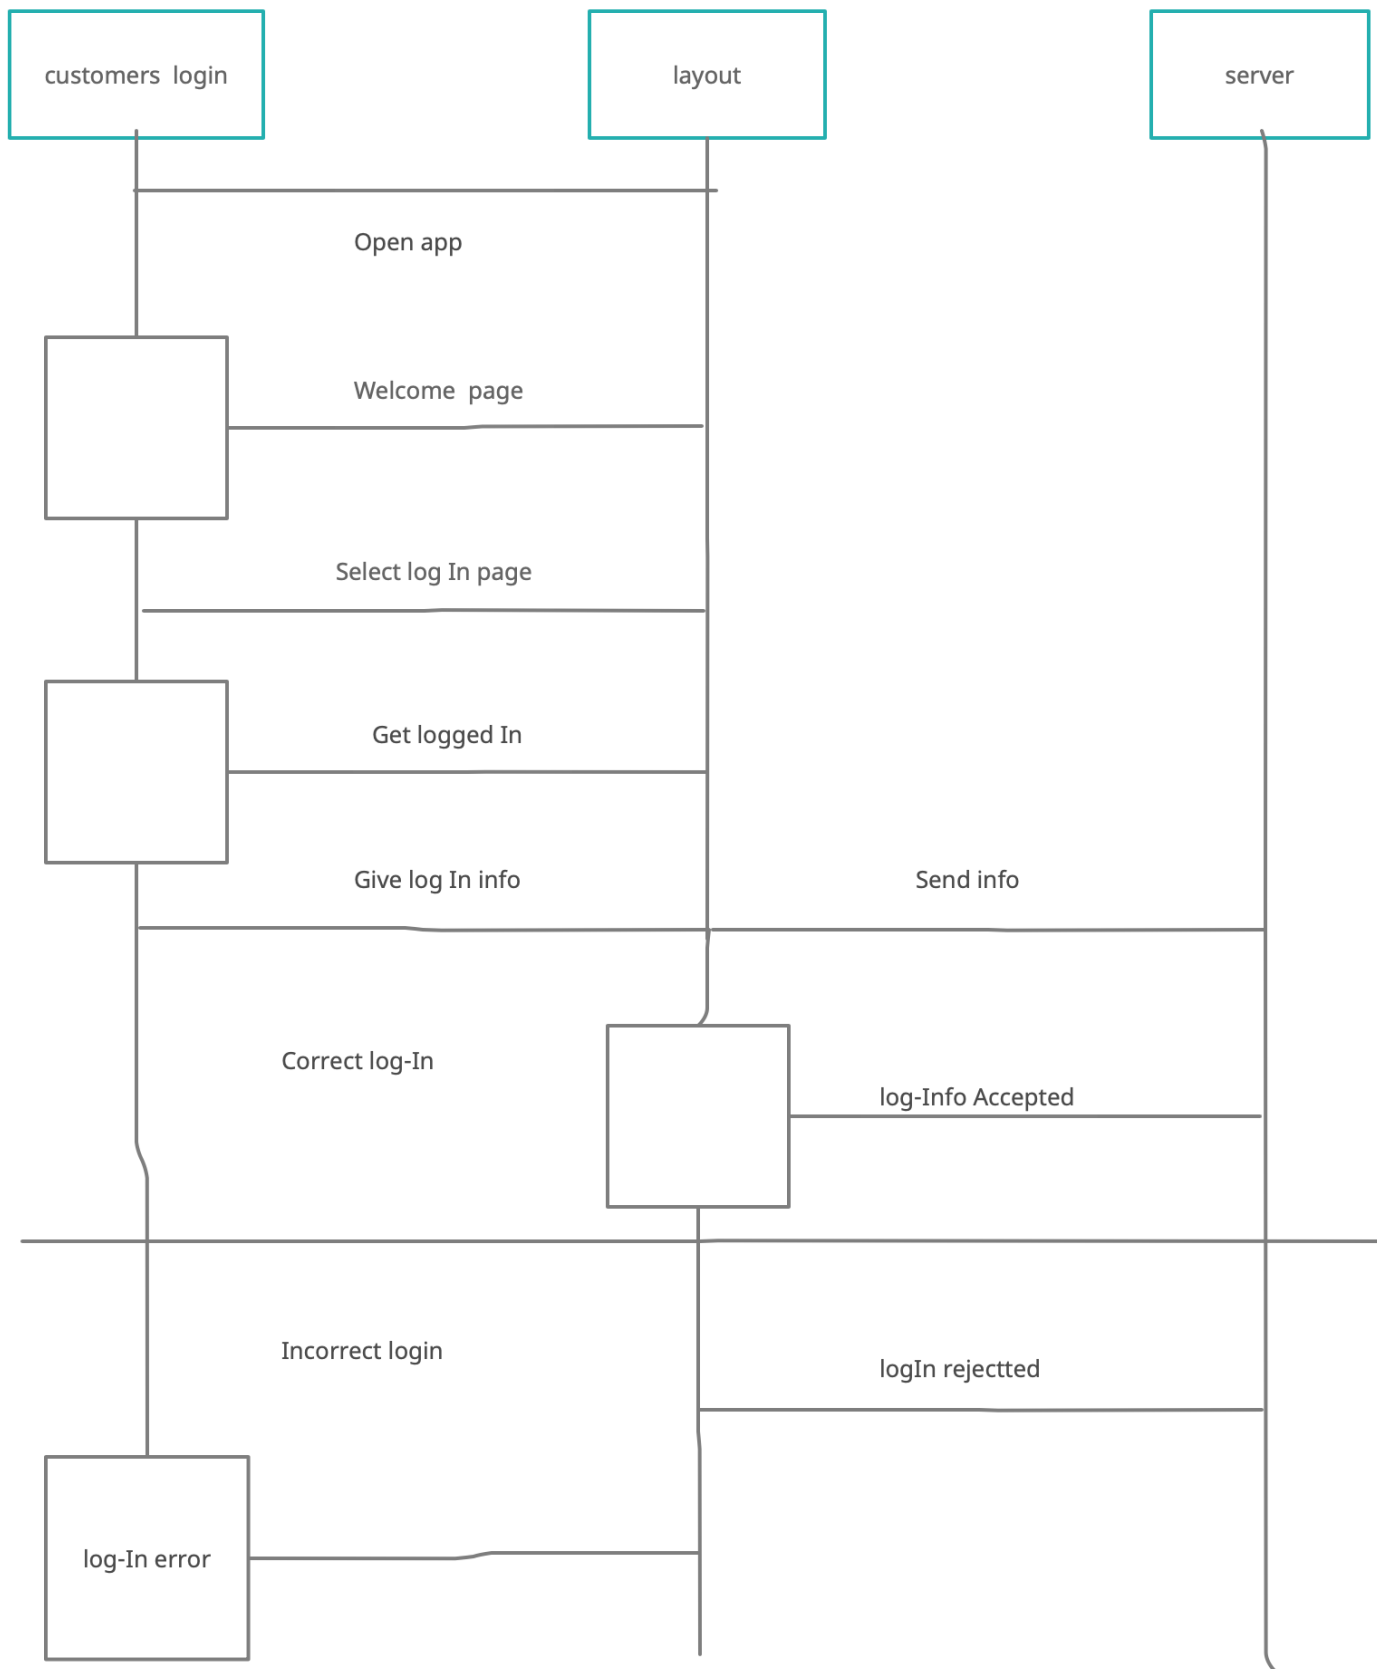 customers login
layout
server
Open app
Welcome page
Select log In page
Get logged In
Give log In info
Send info
Correct log-In
log-Info Accepted
Incorrect login
logIn rejectted
log-In error